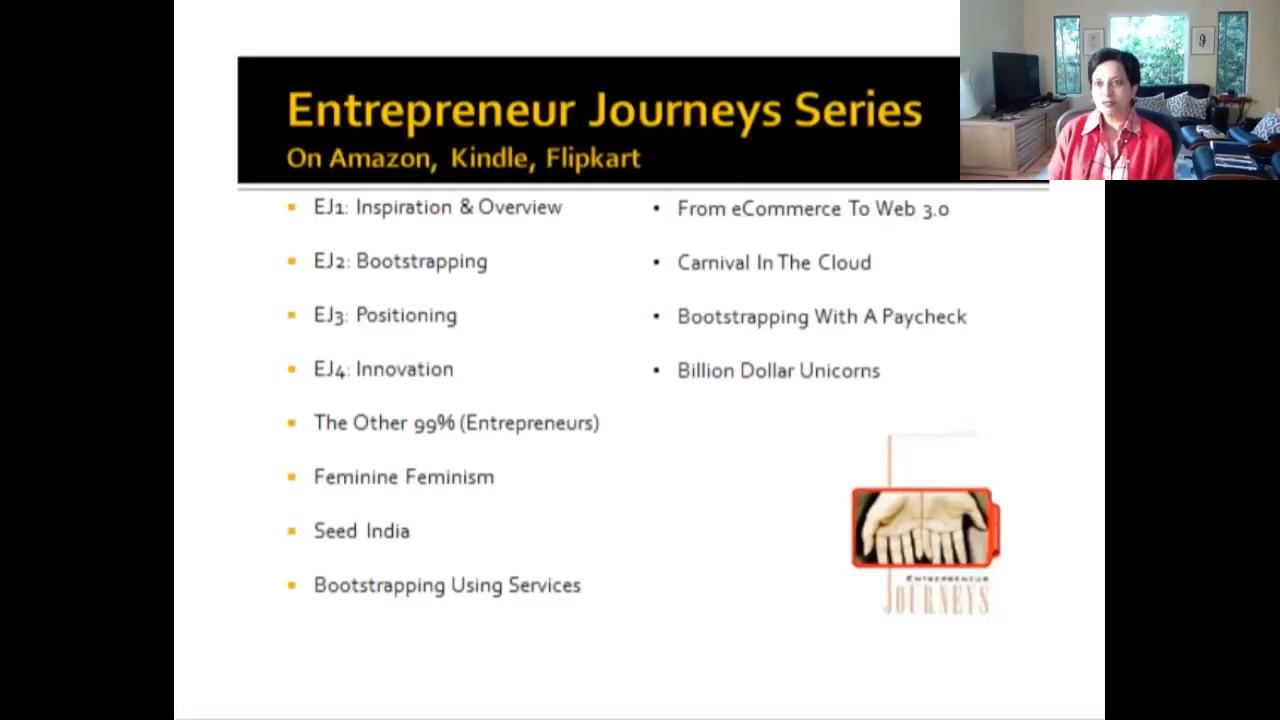 Entrepreneur Journeys Series
On Amazon, Kindle, Flipkart
EJ1: Inspiration & Overview
EJ2: Bootstrapping
EJ3: Positioning
EJ4: Innovation
The Other 99% (Entrepreneurs)
Feminine Feminism
Seed India
Bootstrapping Using Services
From eCommerce To Web 3.0
Carnival In The Cloud
Bootstrapping With A Paycheck
Billion Dollar Unicorns
ENTREPRENEUR
JOURNEYS